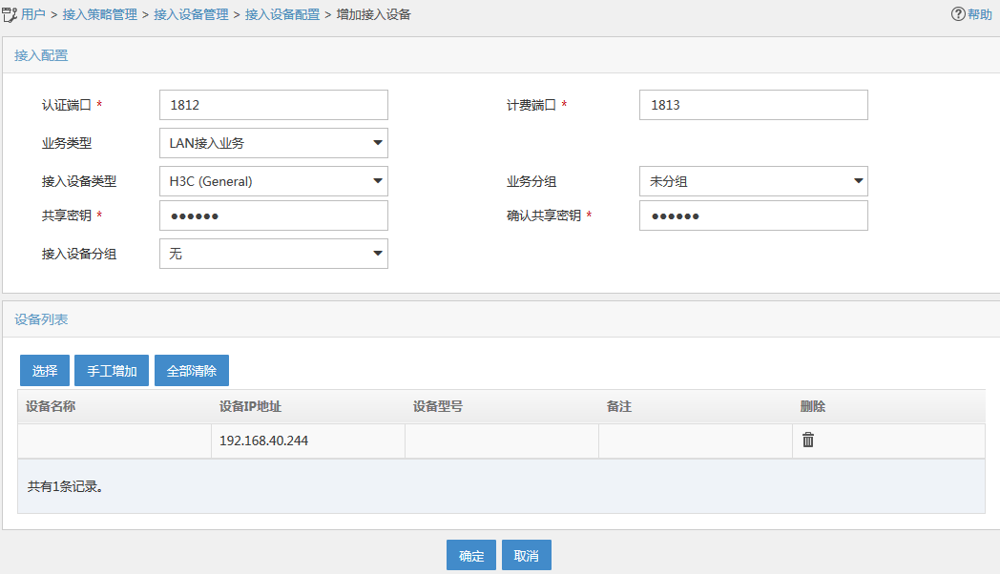 用户 > 接入策略管理 > 接入设备管理 > 接入设备配置 > 增加接入设备 帮助
接入配置
认证端口 * 1812 计费端口 * 1813
业务类型 LAN接入业务
接入设备类型 H3C (General) 业务分组 未分组
共享密钥 * ●●●●●● 确认共享密钥 * ●●●●●●
接入设备分组 无
设备列表
选择 手工增加 全部清除
设备名称 设备IP地址 设备型号 备注 删除
192.168.40.244
共有1条记录。
确定 取消